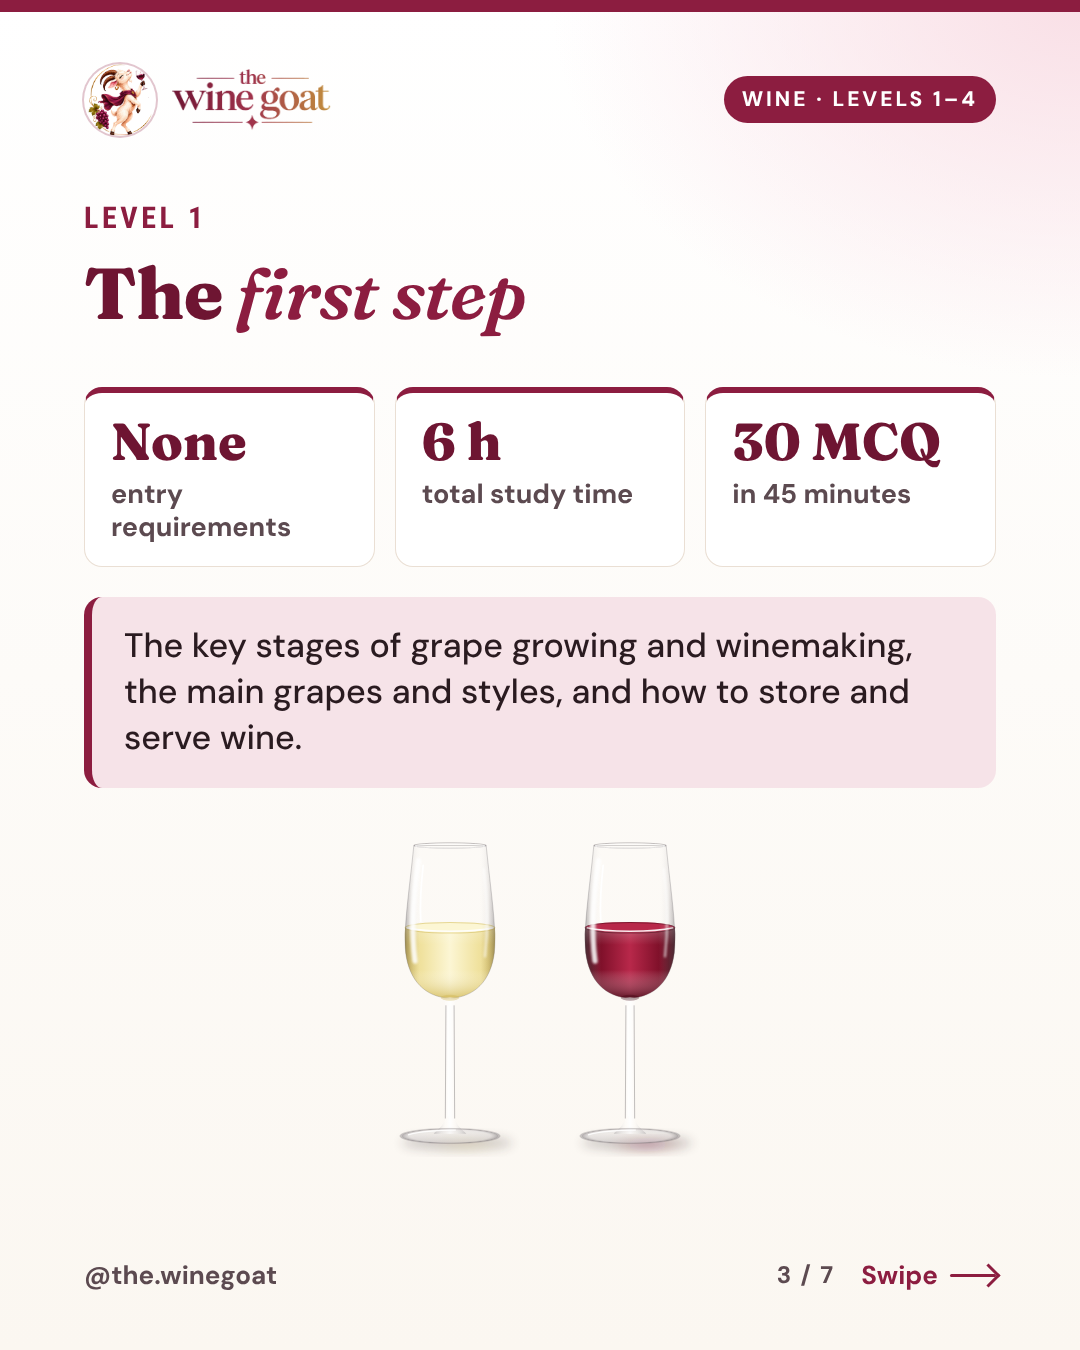 the
wine goat
WINE · LEVELS 1–4
LEVEL 1
The first step
None
entry
requirements
6 h
total study time
30 MCQ
in 45 minutes
The key stages of grape growing and winemaking,
the main grapes and styles, and how to store and
serve wine.
@the.winegoat
3 / 7
Swipe